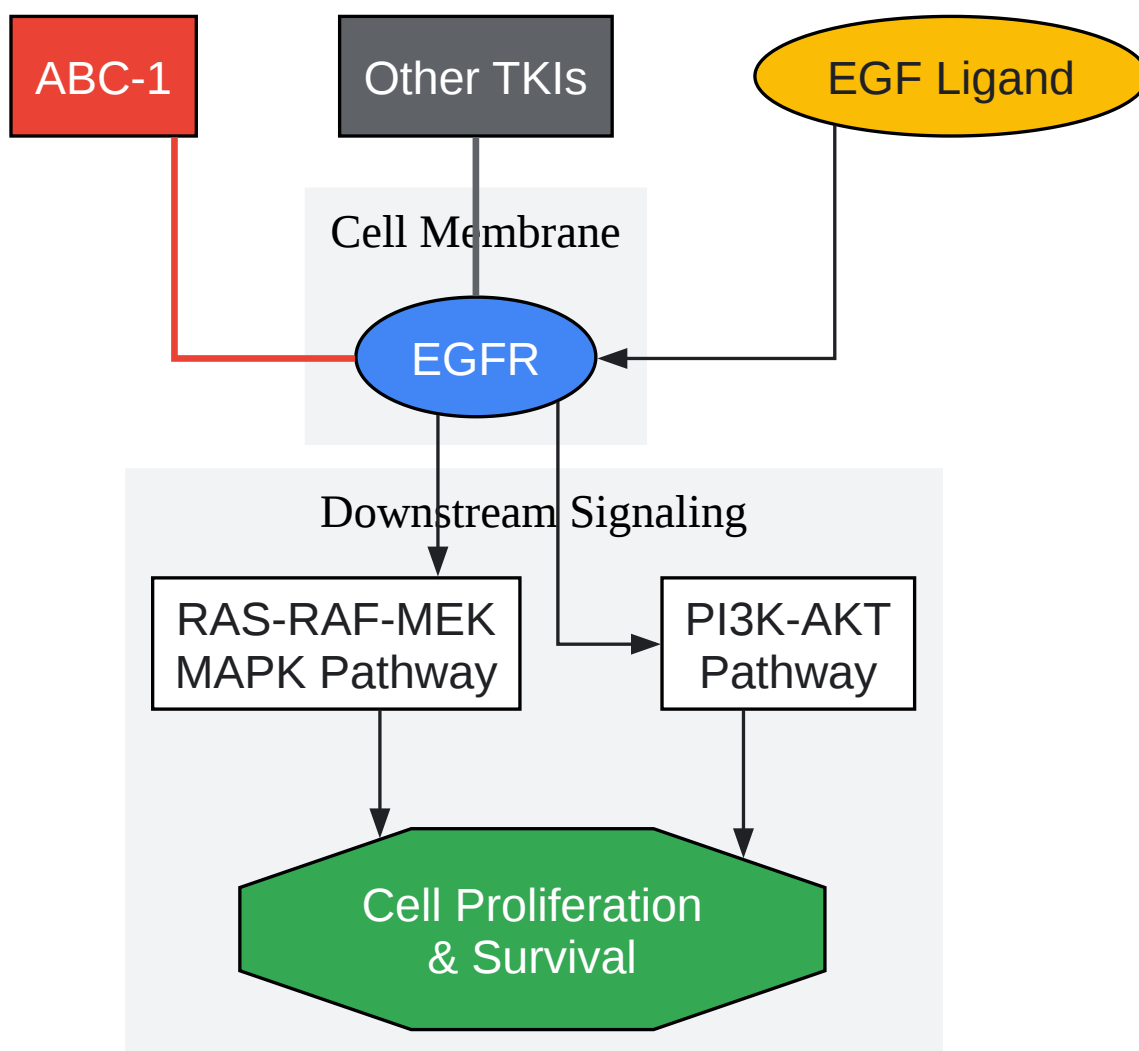 ABC-1
Other TKIs
EGF Ligand
Cell Membrane
EGFR
Downstream Signaling
RAS-RAF-MEK
MAPK Pathway
PI3K-AKT
Pathway
Cell Proliferation
& Survival